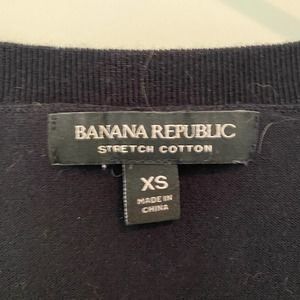 BANANA REPUBLIC
STRETCH COTTON
XS
MADE IN
CHINA